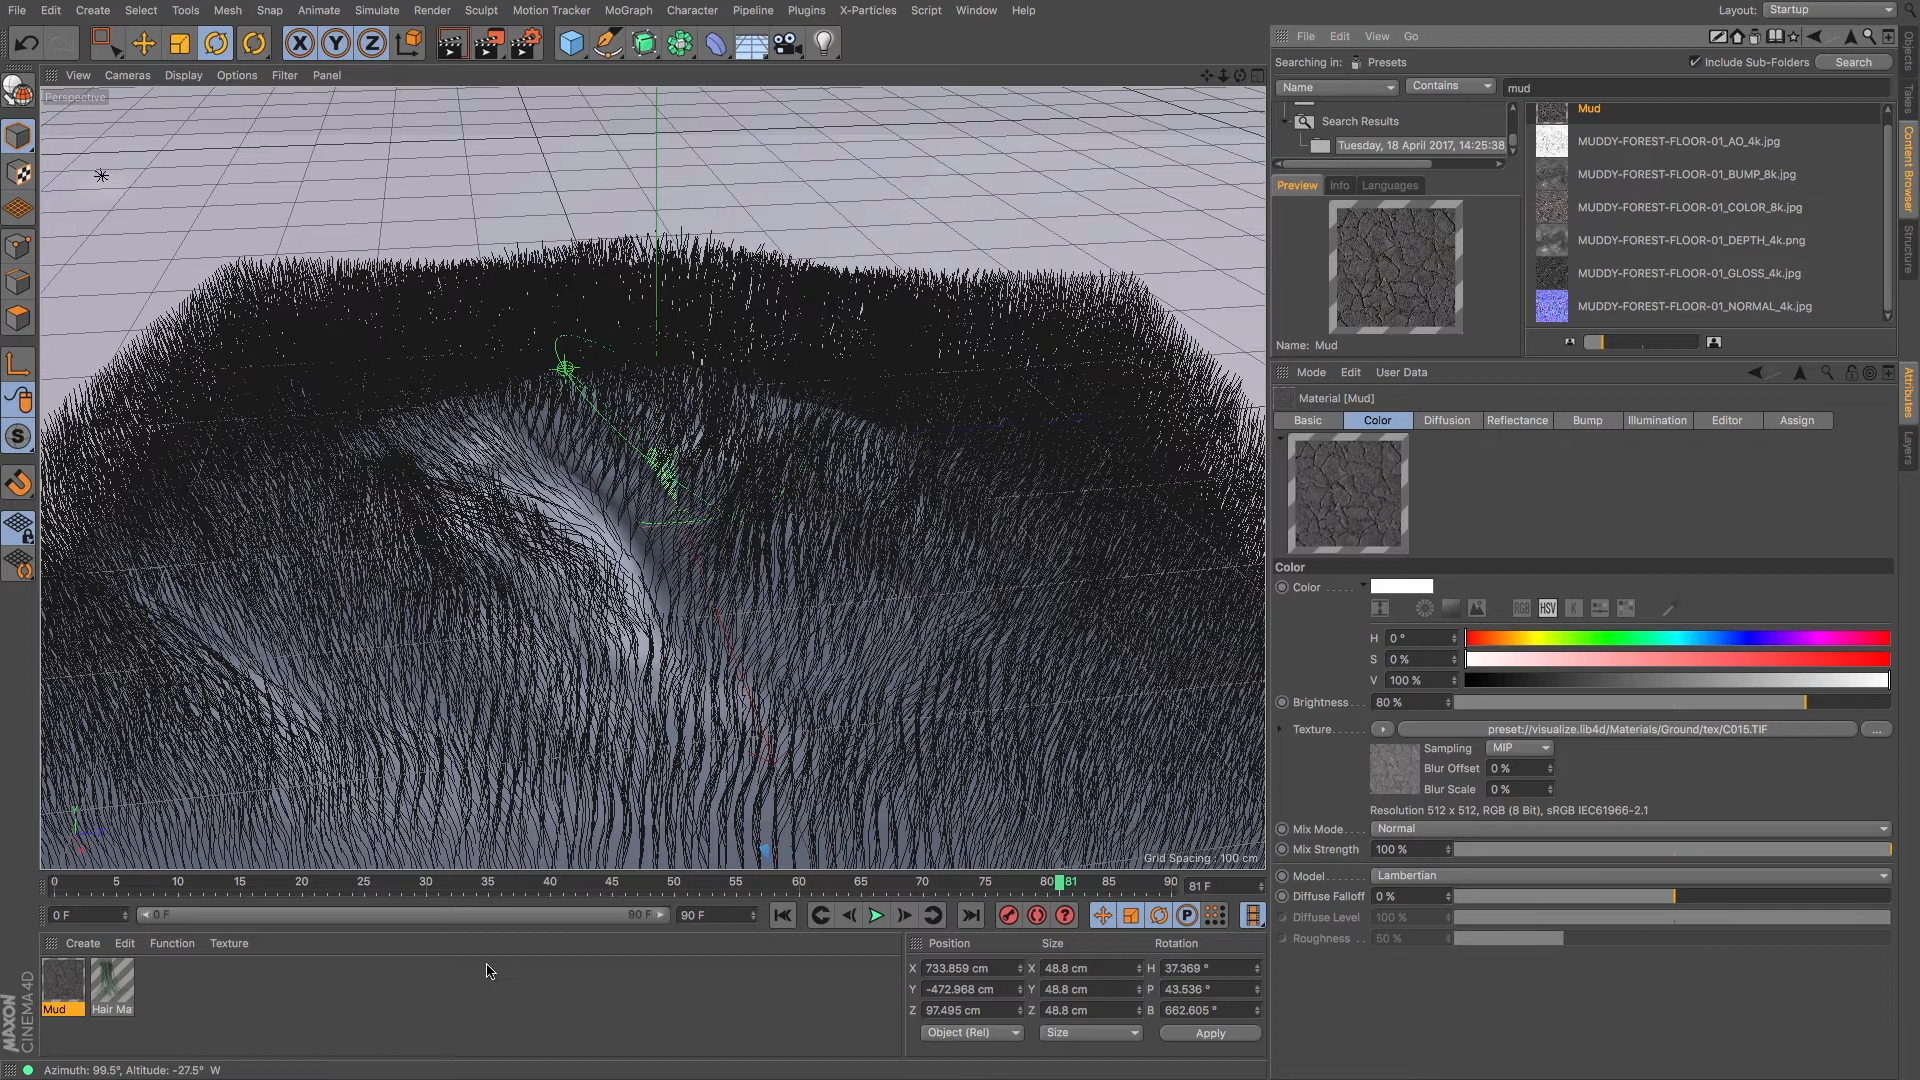 File Edit Create Select Tools Mesh Snap Animate Simulate Render Sculpt Motion Tracker MoGraph Character Pipeline Plugins X-Particles Script Window Help Layout: Startup
File Edit View Go
Searching in: Presets Include Sub-Folders Search
Name Contains mud
View Cameras Display Options Filter Panel
Perspective
Search Results
Tuesday, 18 April 2017, 14:25:38
Mud
MUDDY-FOREST-FLOOR-01_AO_4k.jpg
MUDDY-FOREST-FLOOR-01_BUMP_8k.jpg
MUDDY-FOREST-FLOOR-01_COLOR_8k.jpg
MUDDY-FOREST-FLOOR-01_DEPTH_4k.png
MUDDY-FOREST-FLOOR-01_GLOSS_4k.jpg
MUDDY-FOREST-FLOOR-01_NORMAL_4k.jpg
Preview Info Languages
Name: Mud
Objects
Takes
Content Browser
Structure
Attributes
Layers
Mode Edit User Data
Material [Mud]
Basic Color Diffusion Reflectance Bump Illumination Editor Assign
Color
Color
RGB HSV K
H 0 °
S 0 %
V 100 %
Brightness 80 %
Texture preset://visualize.lib4d/Materials/Ground/tex/C015.TIF ...
Sampling MIP
Blur Offset 0 %
Blur Scale 0 %
Resolution 512 x 512, RGB (8 Bit), sRGB IEC61966-2.1
Mix Mode Normal
Mix Strength 100 %
Model Lambertian
Diffuse Falloff 0 %
Diffuse Level 100 %
Roughness 50 %
X Y Z
S
Grid Spacing : 100 cm
0 5 10 15 20 25 30 35 40 45 50 55 60 65 70 75 80 81 85 90 81 F
0 F 0 F 90 F 90 F P
Create Edit Function Texture
Mud Hair Ma
Position Size Rotation
X 733.859 cm X 48.8 cm H 37.369 °
Y -472.968 cm Y 48.8 cm P 43.536 °
Z 97.495 cm Z 48.8 cm B 662.605 °
Object (Rel) Size Apply
MAXON
CINEMA 4D
Azimuth: 99.5°, Altitude: -27.5° W